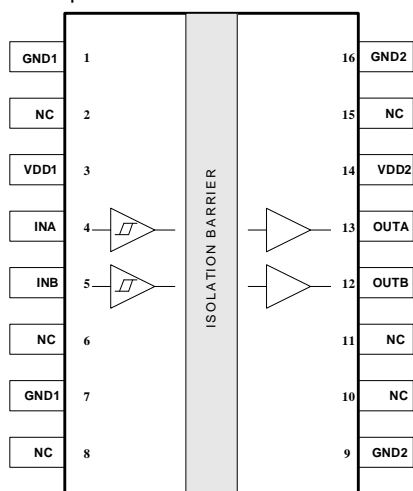 GND1 1 16 GND2
NC 2 15 NC
VDD1 3 14 VDD2
INA 4 13 OUTA
INB 5 12 OUTB
NC 6 11 NC
GND1 7 10 NC
NC 8 9 GND2
ISOLATION BARRIER